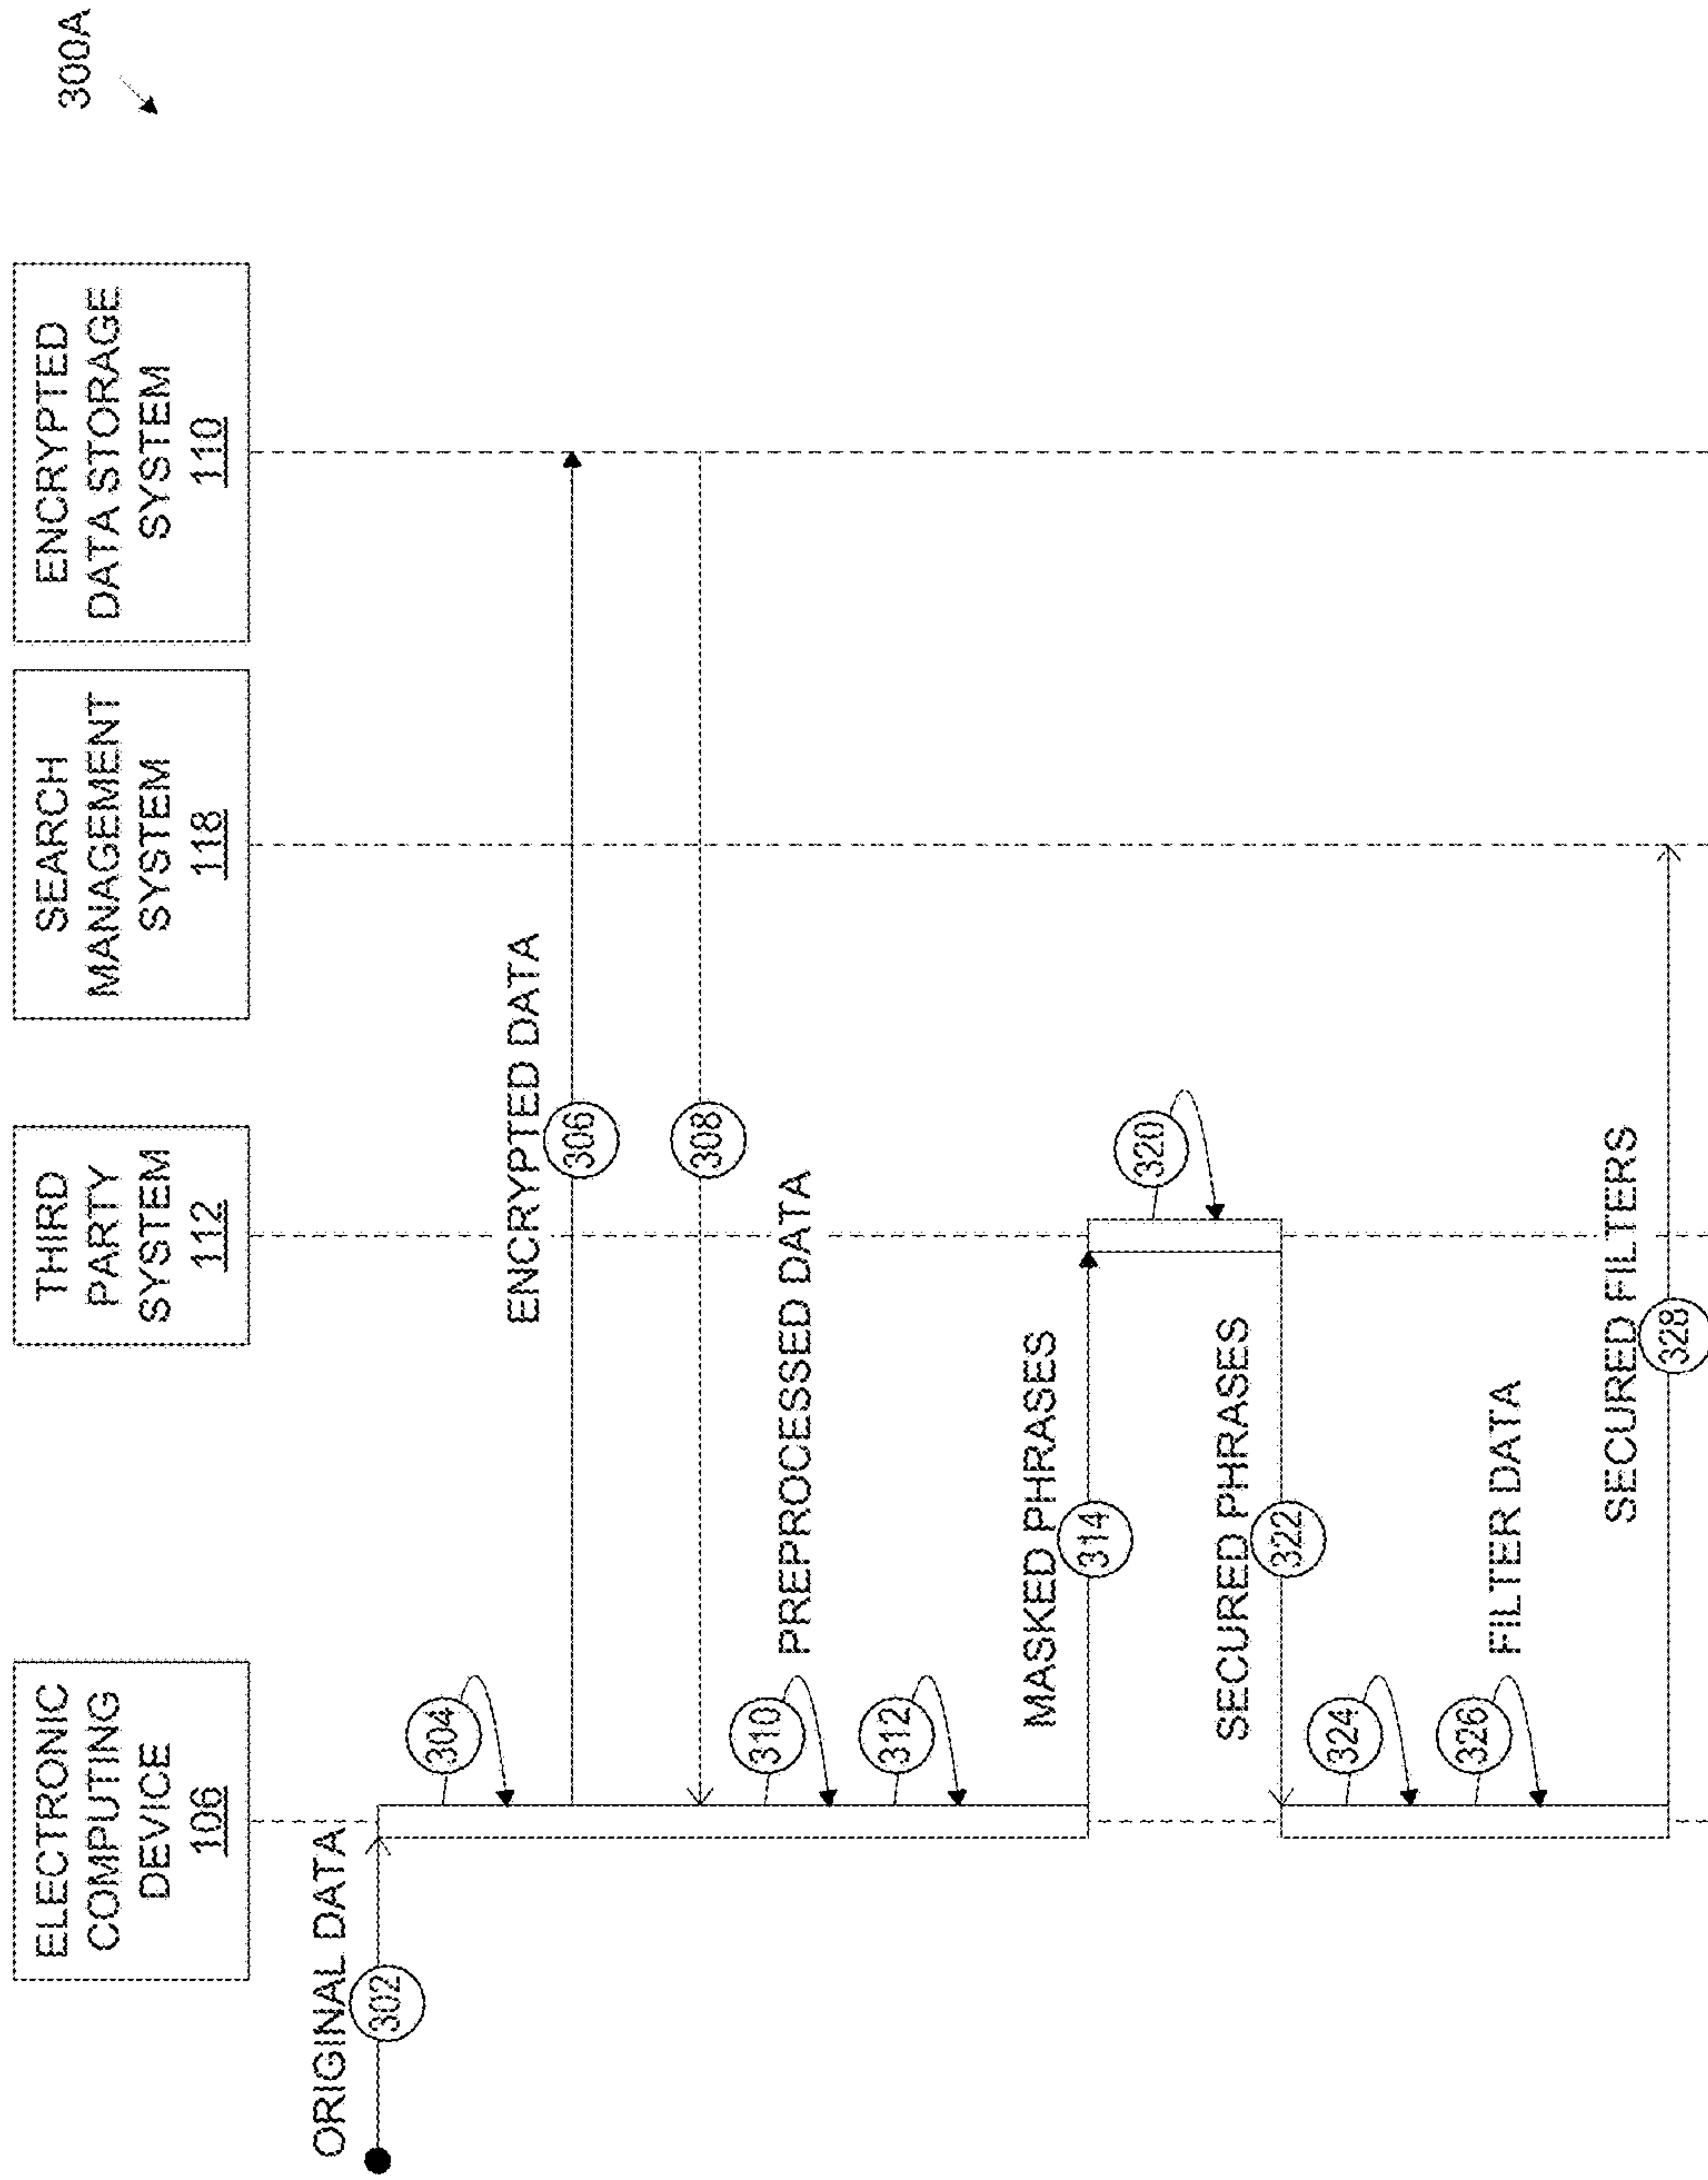 300A
ELECTRONIC
COMPUTING
DEVICE
106
THIRD
PARTY
SYSTEM
112
SEARCH
MANAGEMENT
SYSTEM
118
ENCRYPTED
DATA STORAGE
SYSTEM
110
ORIGINAL DATA
302
304
ENCRYPTED DATA
306
308
PREPROCESSED DATA
310
312
MASKED PHRASES
314
320
SECURED PHRASES
322
324
FILTER DATA
326
SECURED FILTERS
328